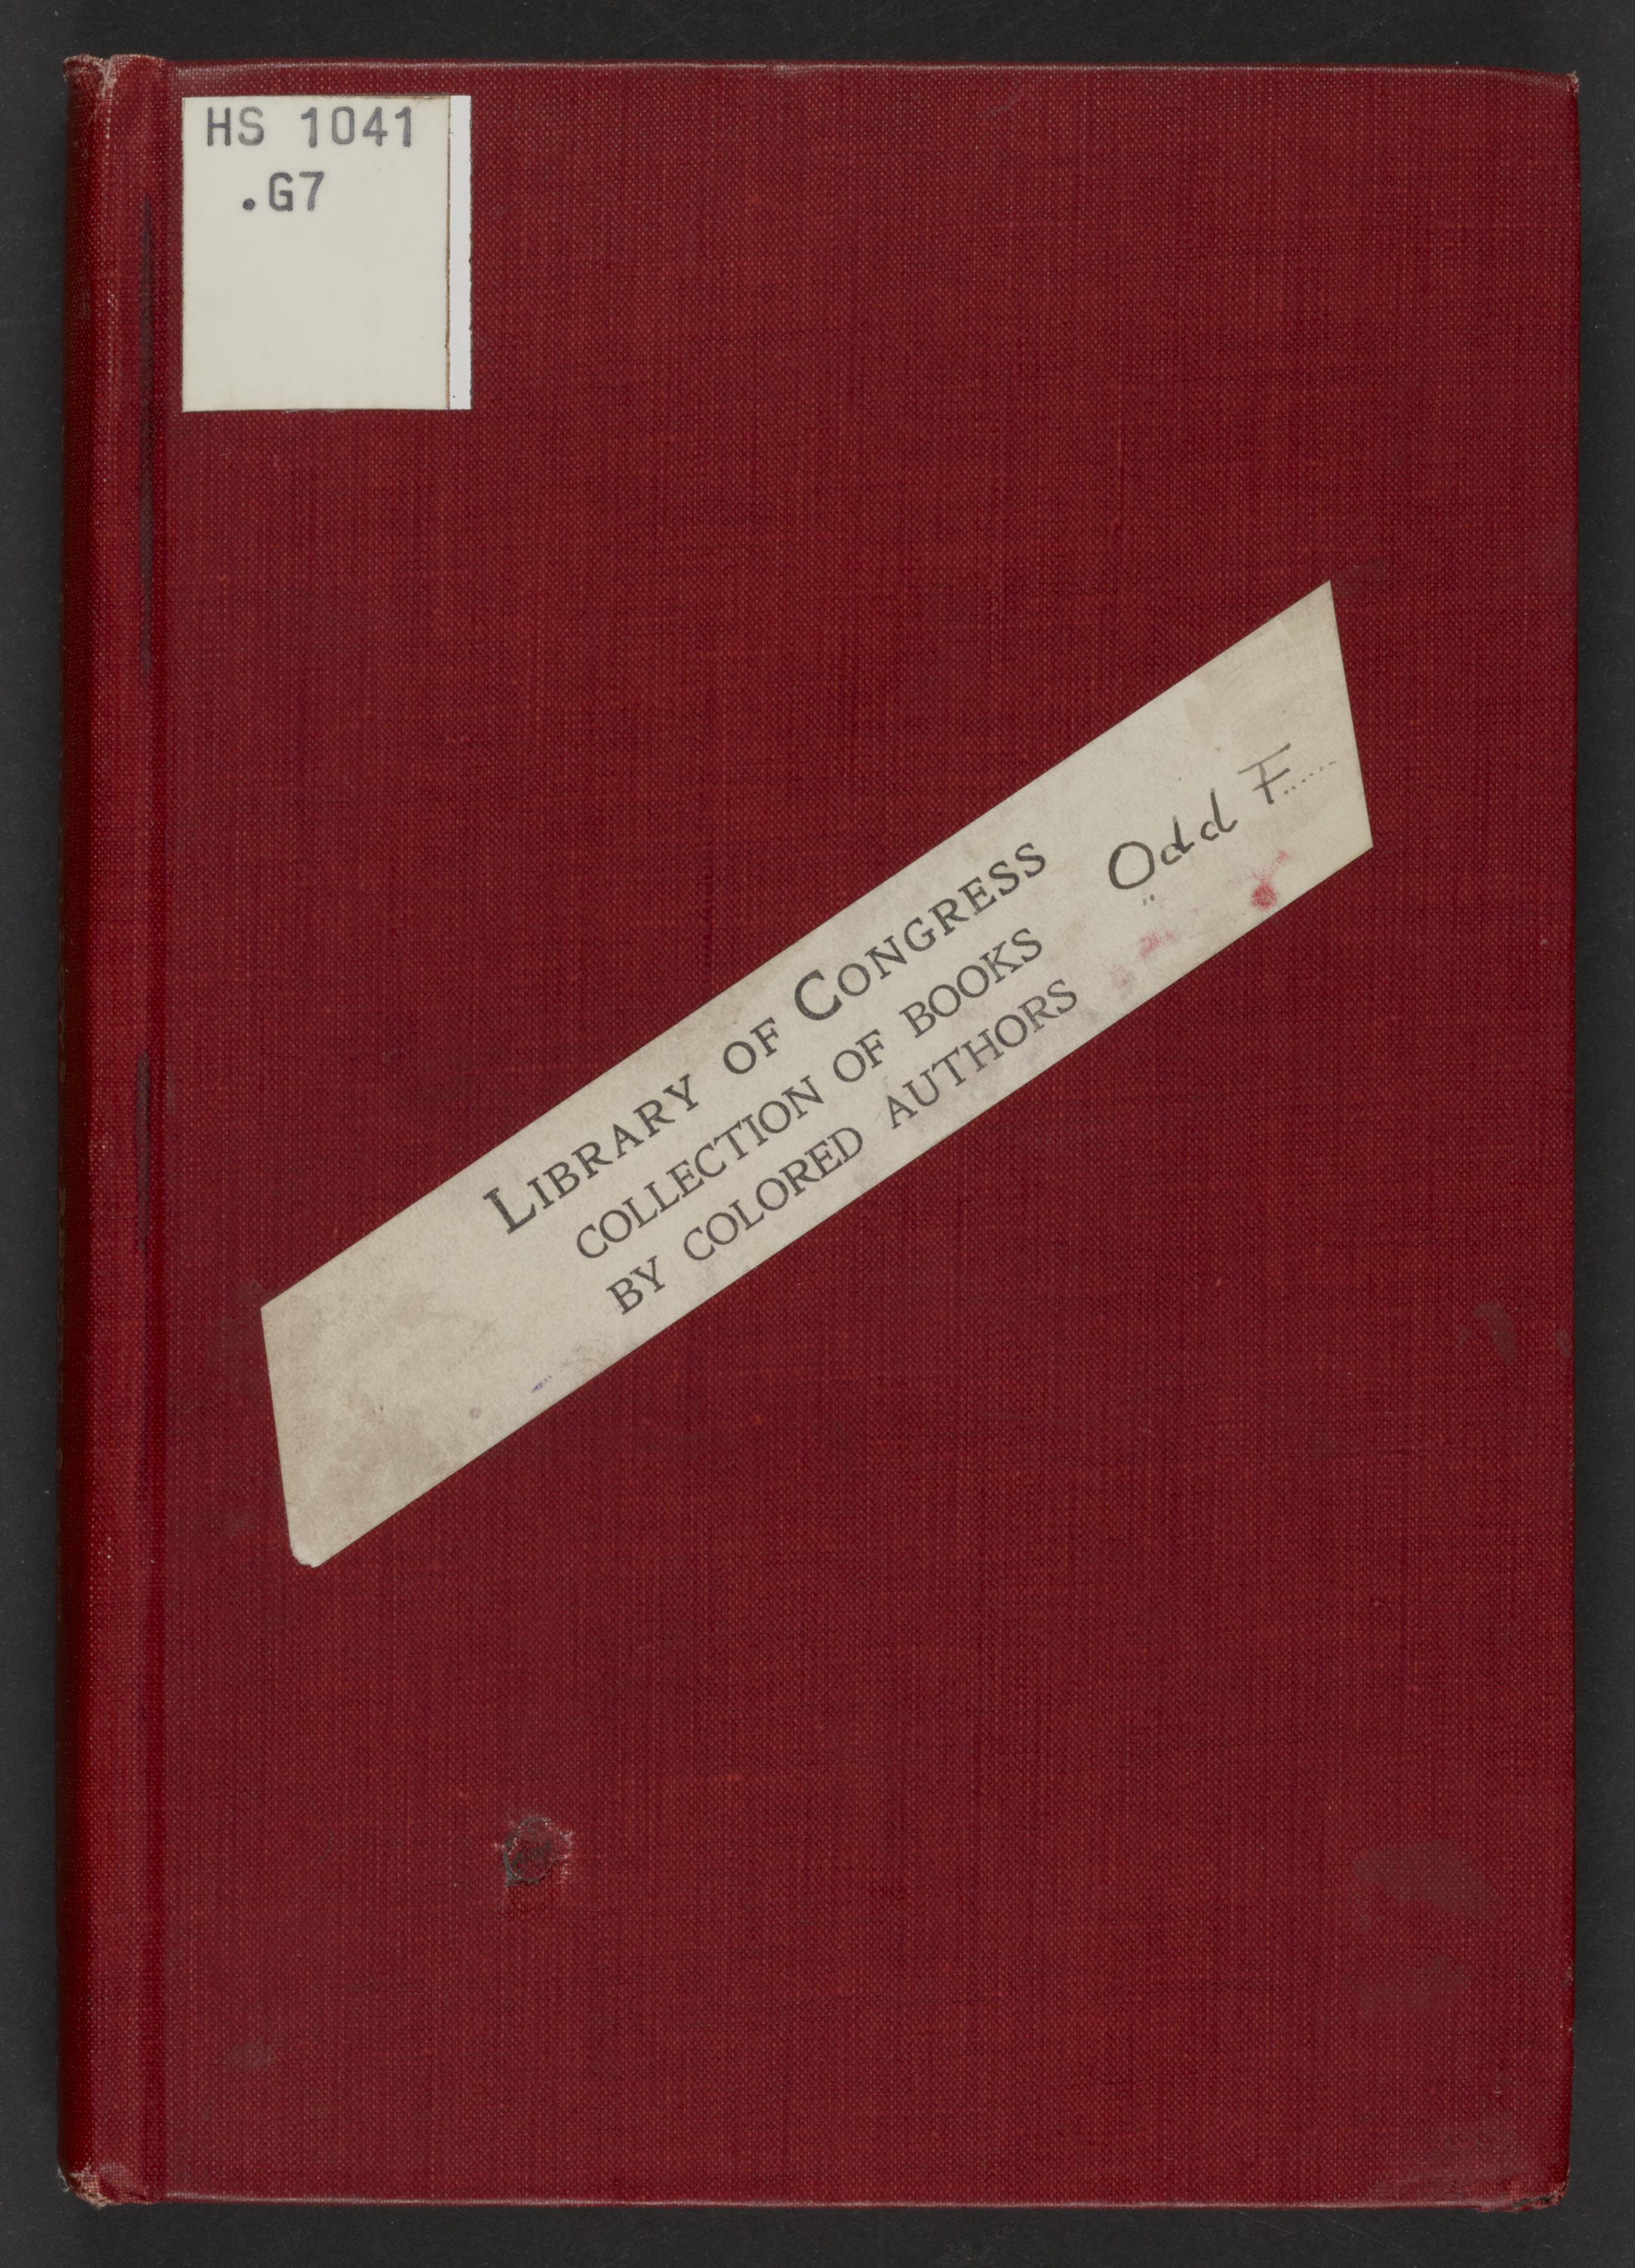 HS 1041
.G7
LIBRARY OF CONGRESS
COLLECTION OF BOOKS
BY COLORED AUTHORS
Odd F.